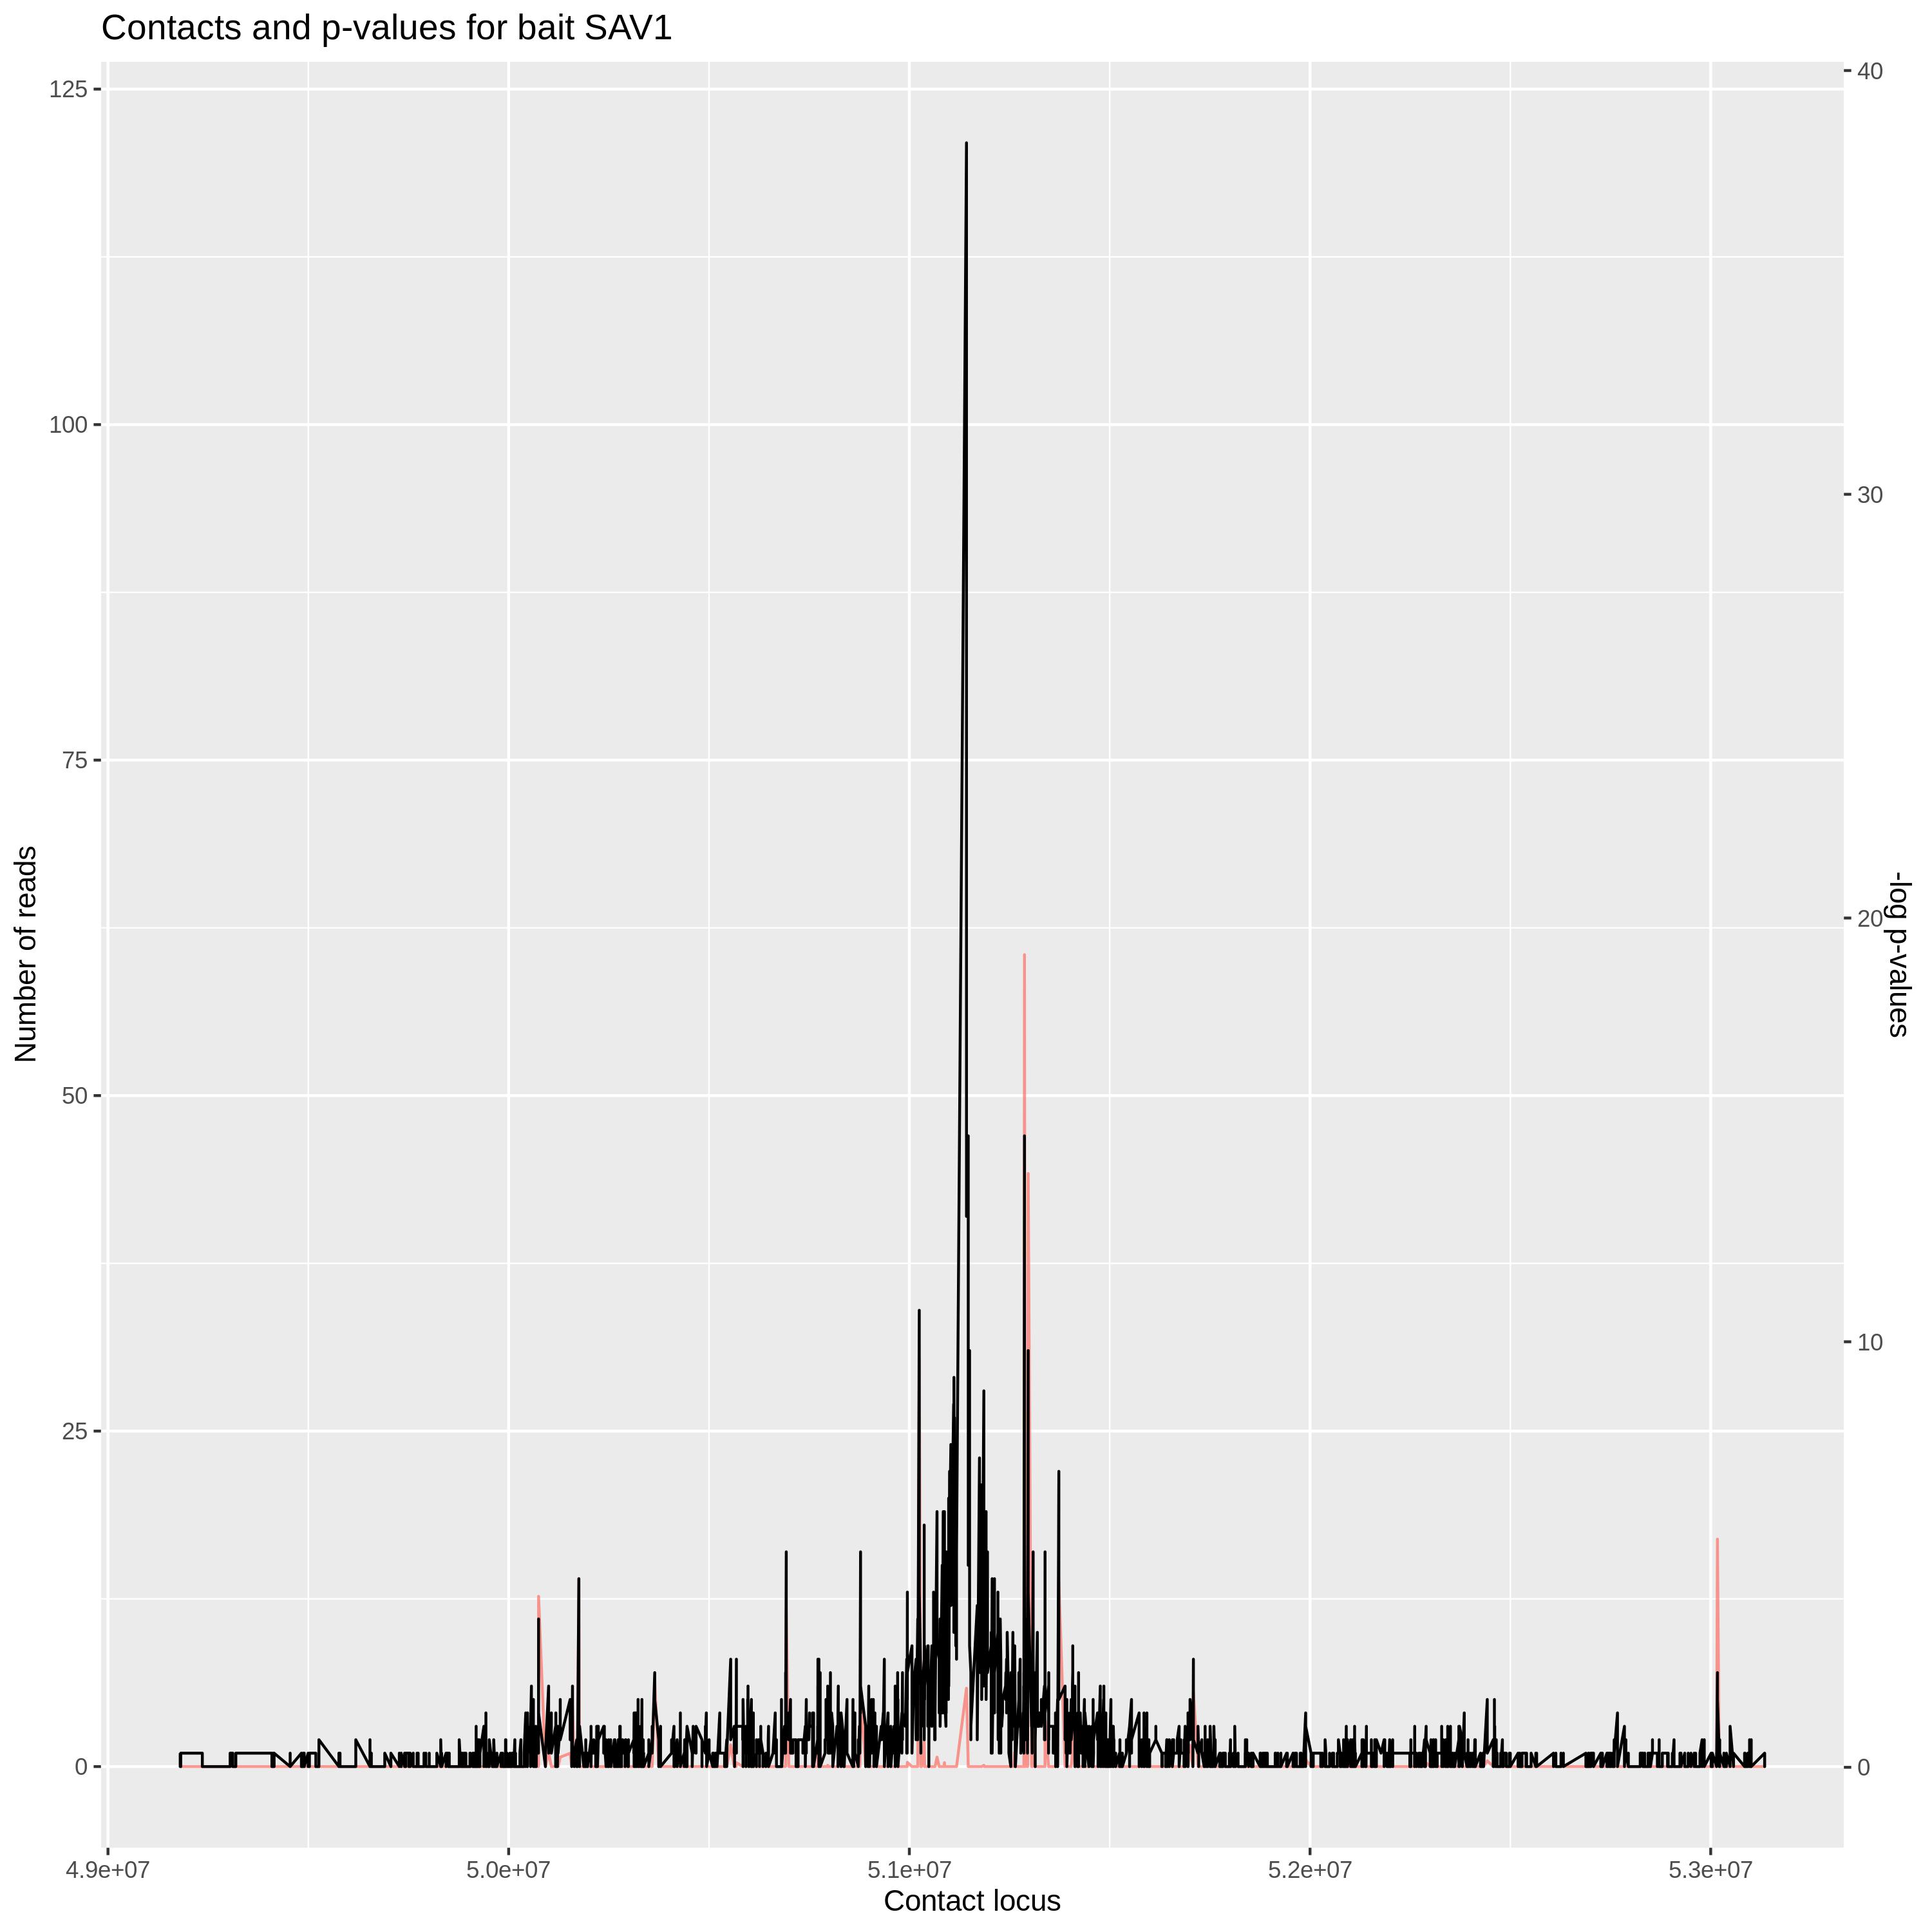 Contacts and p-values for bait SAV1
125
100
75
50
25
0
Number of reads
40
30
20
10
0
-log p-values
4.9e+07
5.0e+07
5.1e+07
5.2e+07
5.3e+07
Contact locus